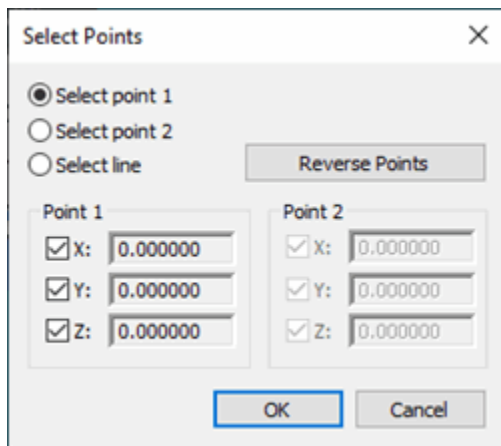 Select Points
Select point 1
Select point 2
Select line
Reverse Points
Point 1
X: 0.000000
Y: 0.000000
Z: 0.000000
Point 2
X: 0.000000
Y: 0.000000
Z: 0.000000
OK
Cancel